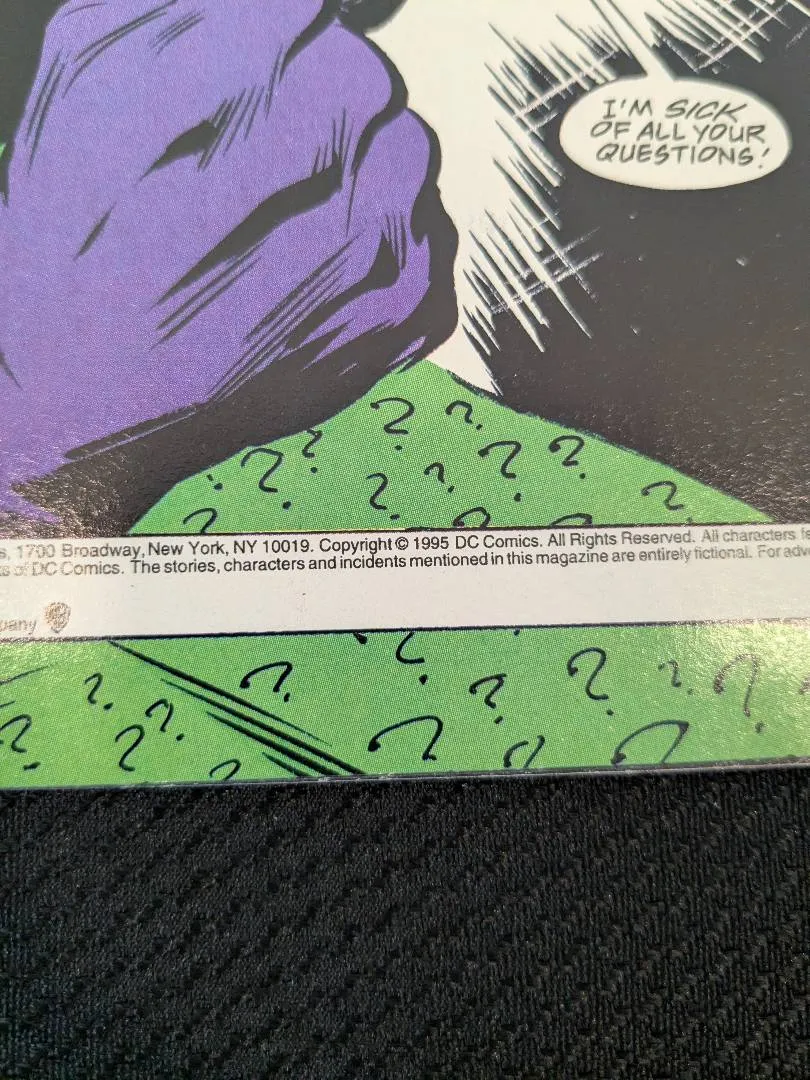 I'M SICK
OF ALL YOUR
QUESTIONS!
s, 1700 Broadway, New York, NY 10019. Copyright © 1995 DC Comics. All Rights Reserved. All characters fe
of DC Comics. The stories, characters and incidents mentioned in this magazine are entirely fictional. For adv
pany